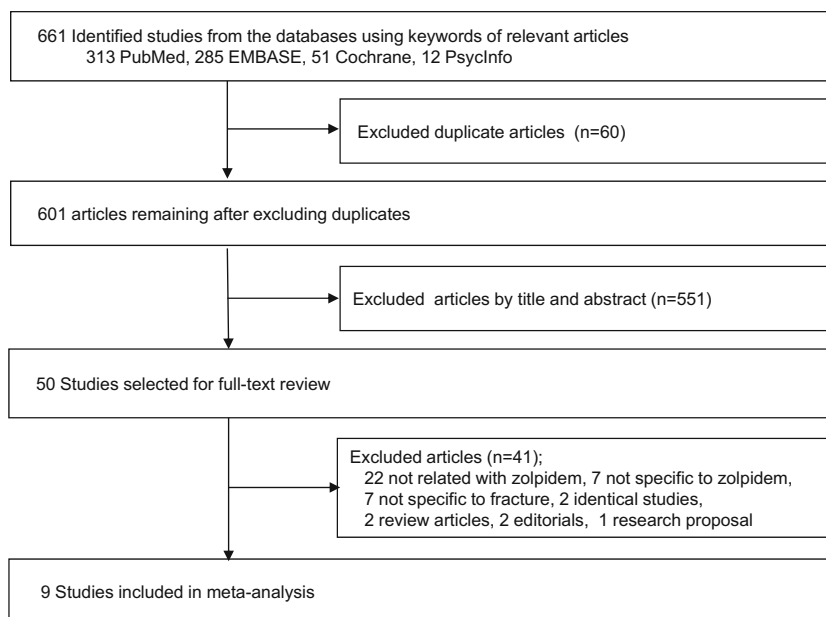 661 Identified studies from the databases using keywords of relevant articles
313 PubMed, 285 EMBASE, 51 Cochrane, 12 PsycInfo
Excluded duplicate articles (n=60)
601 articles remaining after excluding duplicates
Excluded articles by title and abstract (n=551)
50 Studies selected for full-text review
Excluded articles (n=41);
22 not related with zolpidem, 7 not specific to zolpidem,
7 not specific to fracture, 2 identical studies,
2 review articles, 2 editorials, 1 research proposal
9 Studies included in meta-analysis